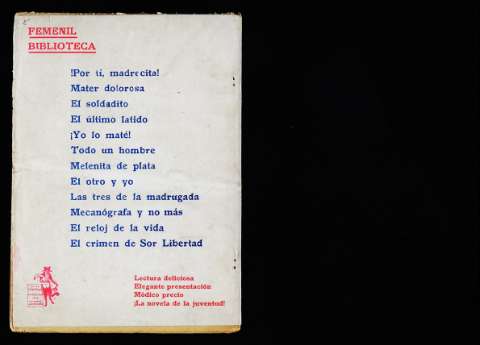 FEMENIL
BIBLIOTECA
!Por tí, madrecita!
Mater dolorosa
El soldadito
El último latido
¡Yo lo maté!
Todo un hombre
Melenita de plata
El otro y yo
Las tres de la madrugada
Mecanógrafa y no más
El reloj de la vida
El crimen de Sor Libertad
Lectura deliciosa
Elegante presentación
Módico precio
¡La novela de la juventud!